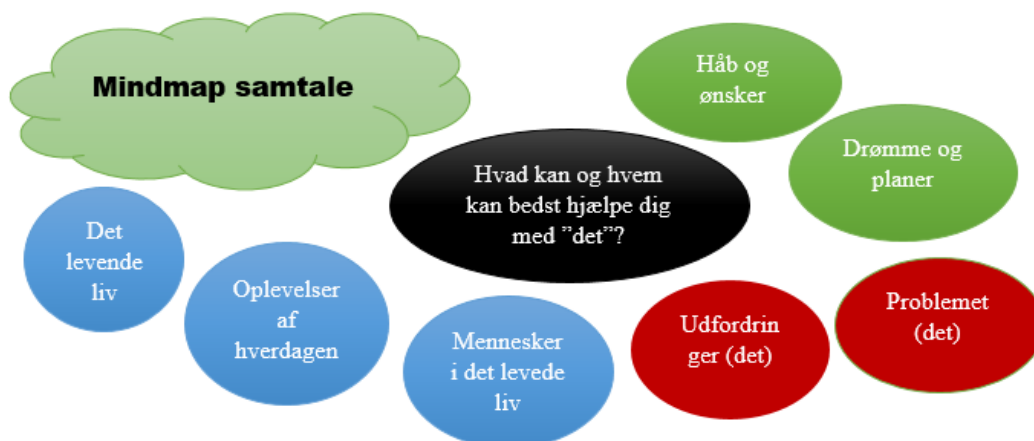 Mindmap samtale
Håb og
ønsker
Drømme og
planer
Hvad kan og hvem
kan bedst hjælpe dig
med ”det”?
Det
levende
liv
Oplevelser
af
hverdagen
Mennesker
i det levede
liv
Udfordrin
ger (det)
Problemet
(det)